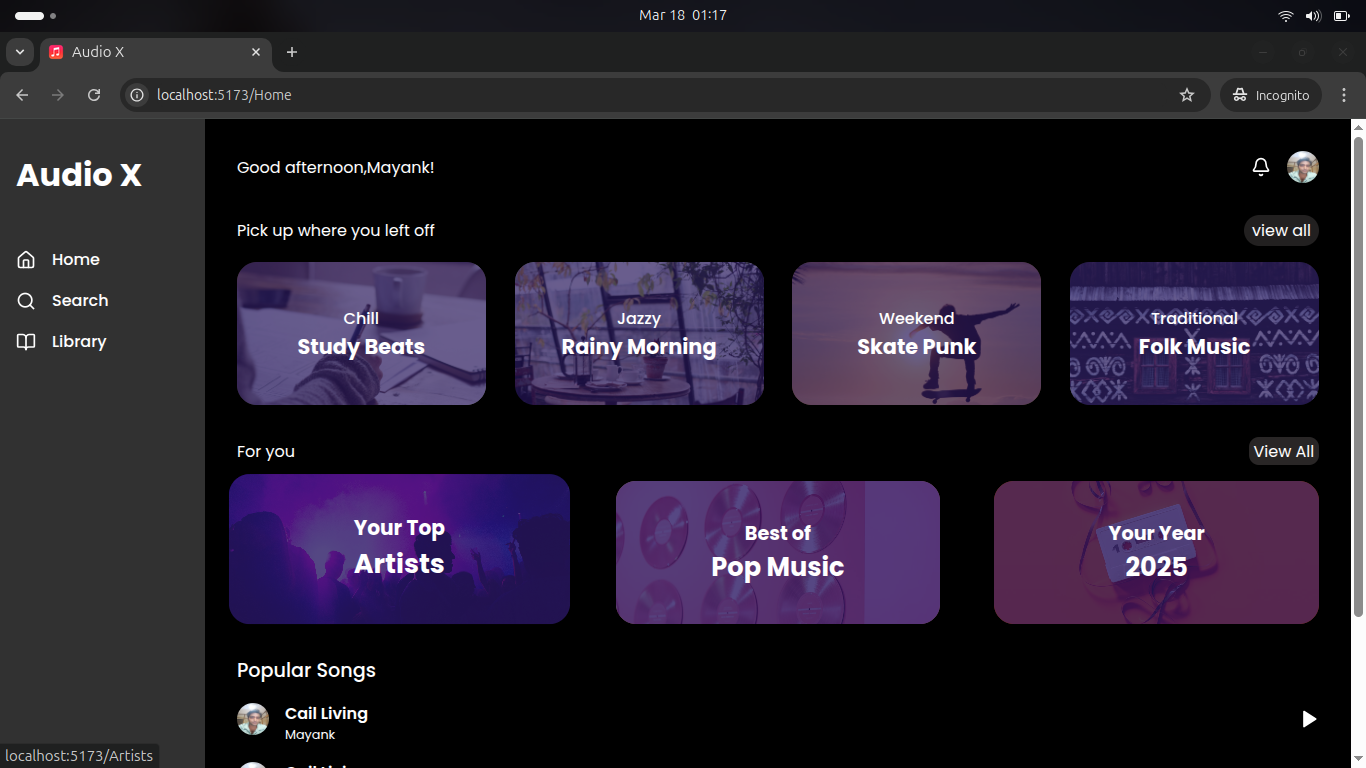 Mar 18 01:17
Audio X
localhost:5173/Home
Incognito
Audio X
Home
Search
Library
Good afternoon,Mayank!
Pick up where you left off
view all
Chill
Study Beats
Jazzy
Rainy Morning
Weekend
Skate Punk
Traditional
Folk Music
For you
View All
Your Top
Artists
Best of
Pop Music
Your Year
2025
Popular Songs
Cail Living
Mayank
localhost:5173/Artists